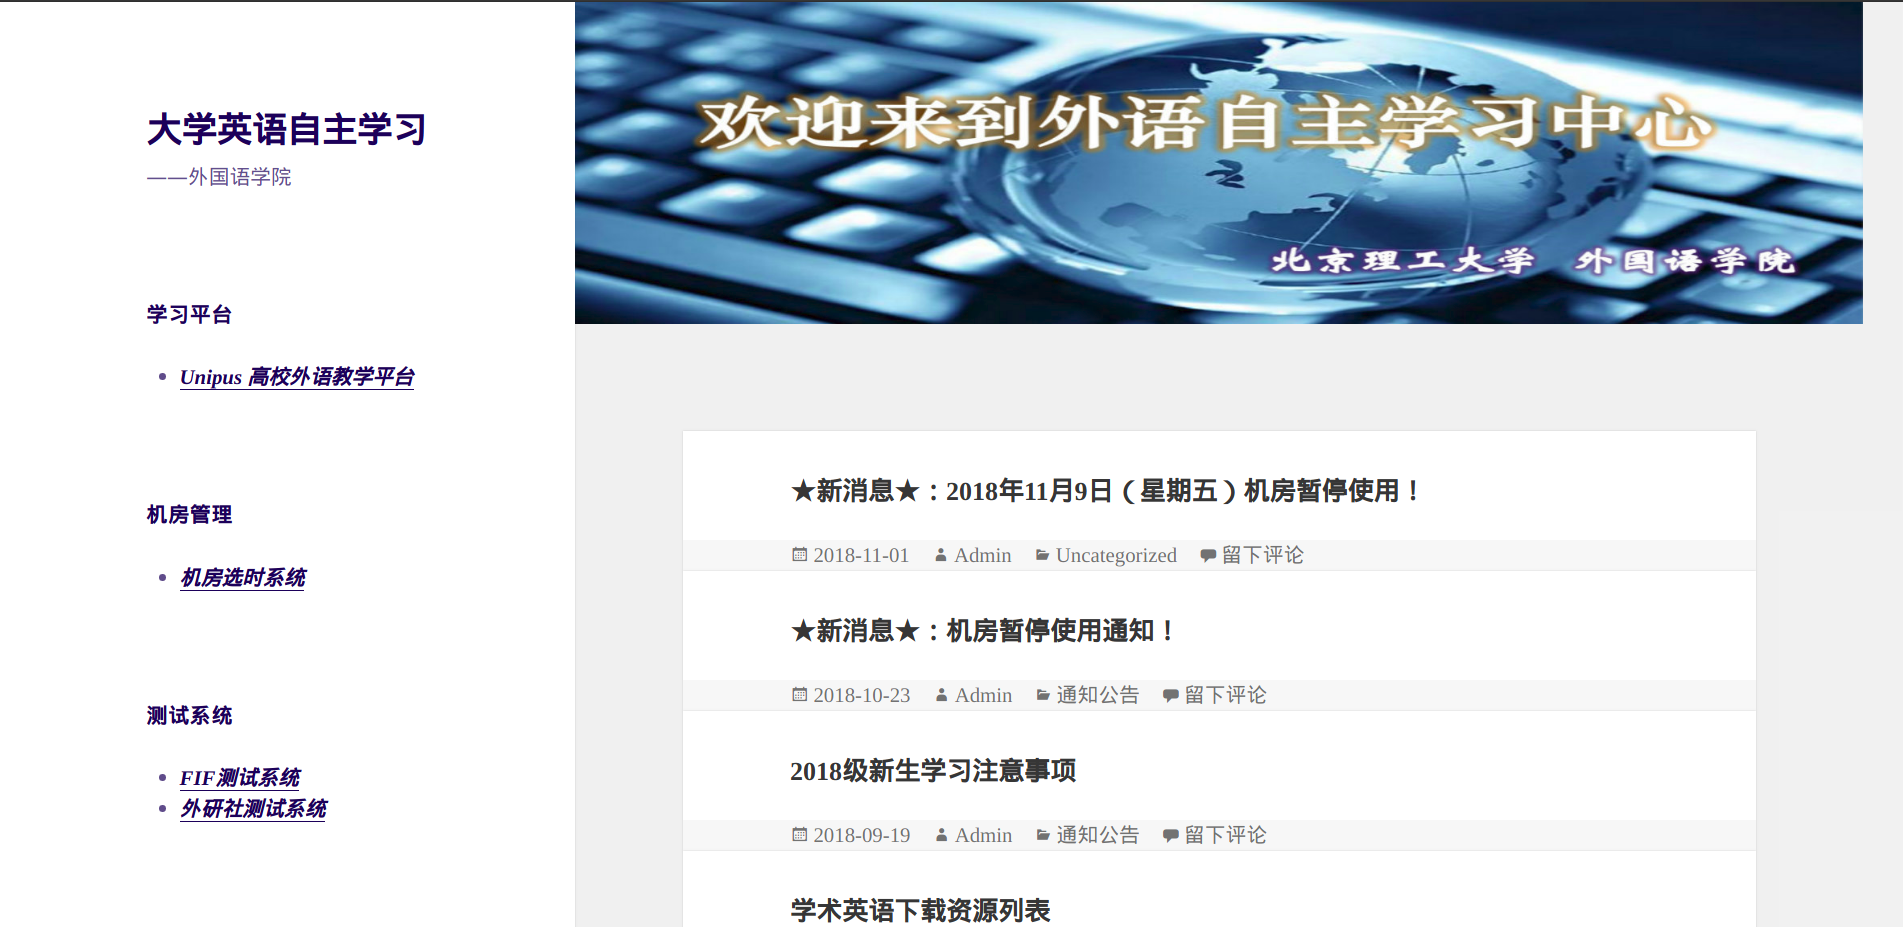 大学英语自主学习
——外国语学院
学习平台
Unipus 高校外语教学平台
机房管理
机房选时系统
测试系统
FIF测试系统
外研社测试系统
欢迎来到外语自主学习中心
北京理工大学 外国语学院
★新消息★：2018年11月9日（星期五）机房暂停使用！
2018-11-01 Admin Uncategorized 留下评论
★新消息★：机房暂停使用通知！
2018-10-23 Admin 通知公告 留下评论
2018级新生学习注意事项
2018-09-19 Admin 通知公告 留下评论
学术英语下载资源列表